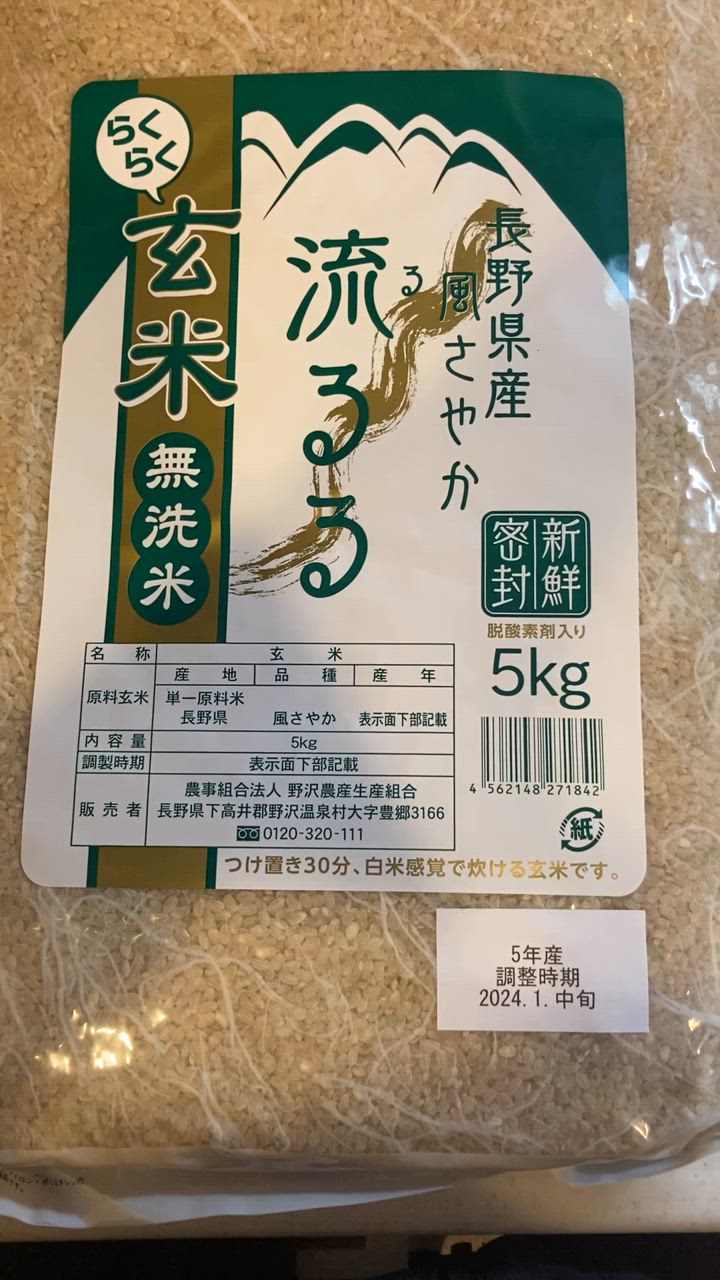 らく
らく
玄米
無洗米
長野県産
風さやか
流るる
る
新鮮
密封
脱酸素剤入り
5kg
名 称 玄 米
原料玄米 産 地 品 種 産 年
単一原料米
長野県 風さやか 表示面下部記載
内容量 5kg
調製時期 表示面下部記載
販売者 農事組合法人 野沢農産生産組合
長野県下高井郡野沢温泉村大字豊郷3166
0120-320-111
4 562148 271842
紙
つけ置き30分、白米感覚で炊ける玄米です。
5年産
調整時期
2024.1.中旬